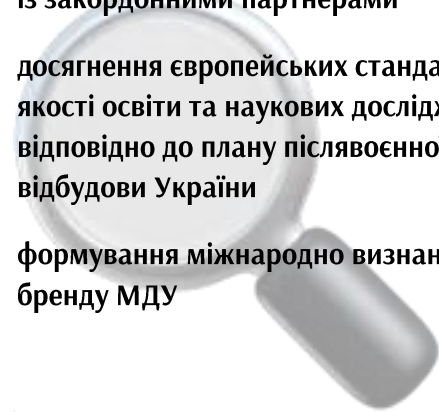 із закордонними партнерами
досягнення європейських
якості освіти та наукових
відповідно до плану
відбудови України
формування міжнародно
бренду МДУ